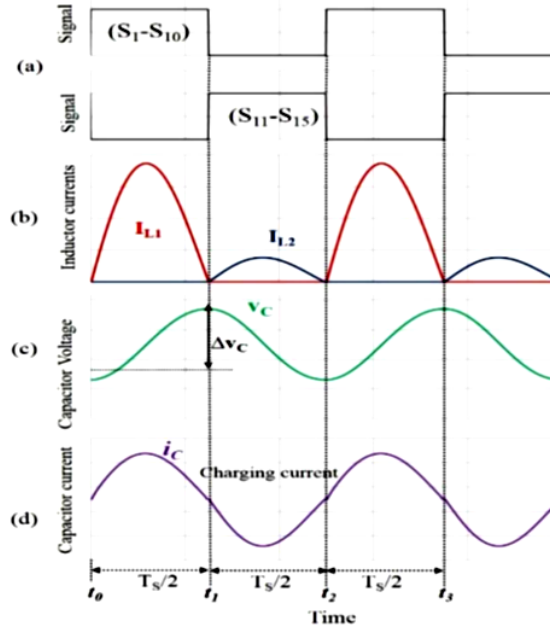 Signal
(S1-S10)
(a)
Signal
(S11-S15)
(b)
Inductor currents
IL1
IL2
(c)
Capacitor Voltage
vC
ΔvC
(d)
Capacitor current
iC
Charging current
TS/2
TS/2
TS/2
t0
t1
t2
t3
Time